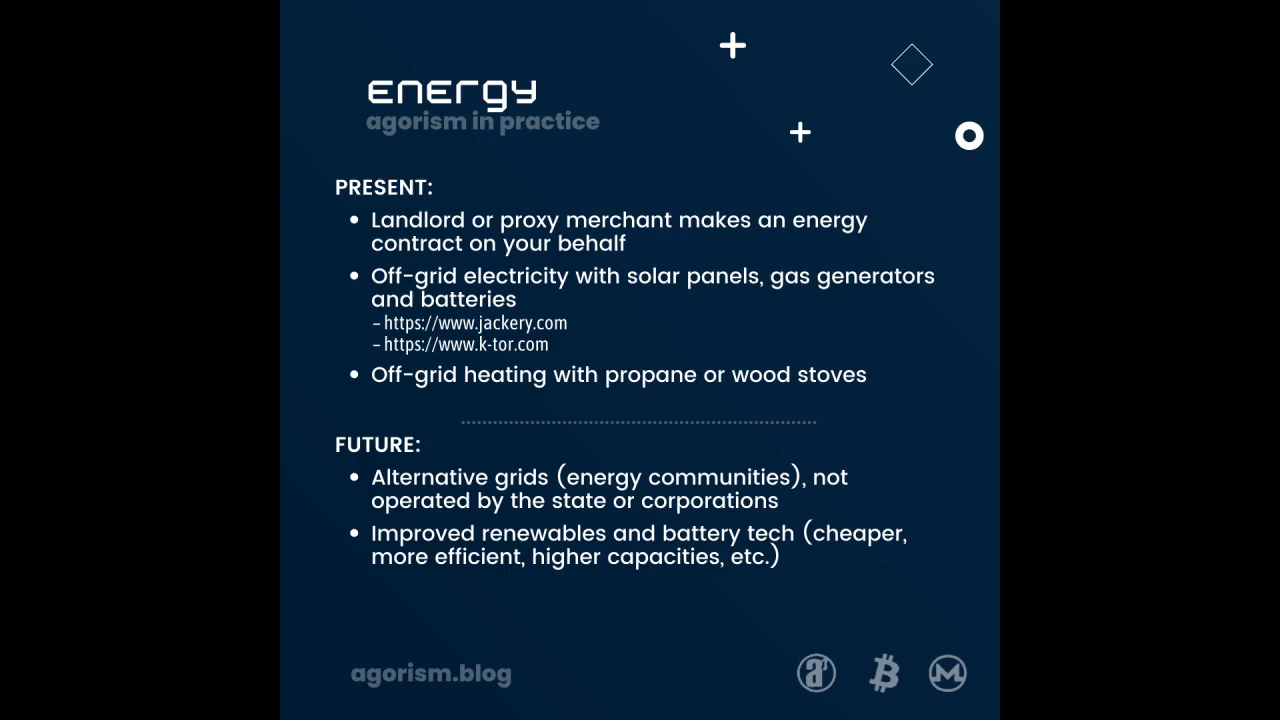 energy
agorism in practice
PRESENT:
• Landlord or proxy merchant makes an energy
contract on your behalf
• Off-grid electricity with solar panels, gas generators
and batteries
– https://www.jackery.com
– https://www.k-tor.com
• Off-grid heating with propane or wood stoves
FUTURE:
• Alternative grids (energy communities), not
operated by the state or corporations
• Improved renewables and battery tech (cheaper,
more efficient, higher capacities, etc.)
agorism.blog